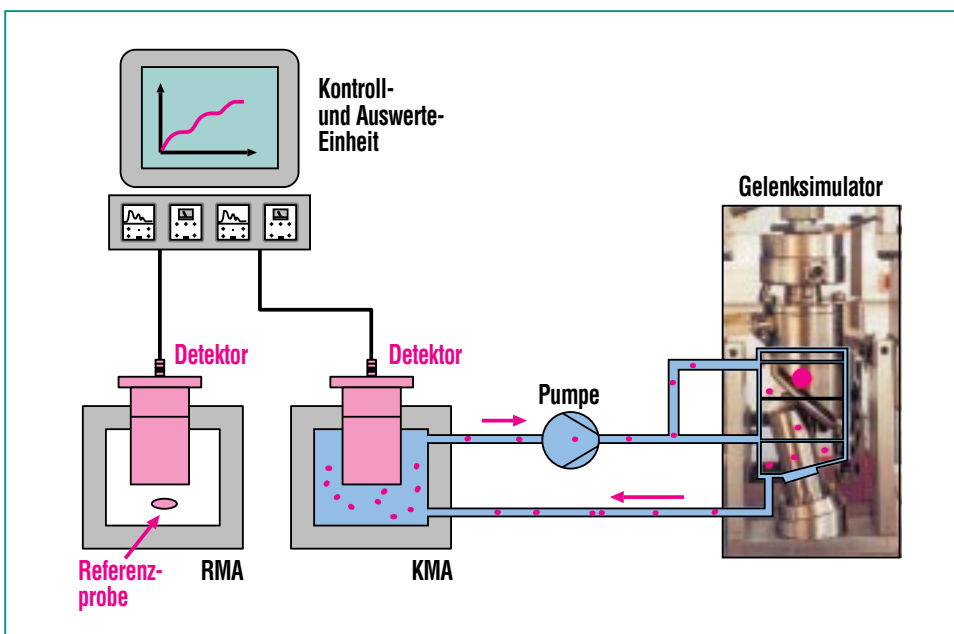 Kontroll-
und Auswerte-
Einheit
Gelenksimulator
Detektor
Detektor
Pumpe
Referenz-
probe
RMA
KMA